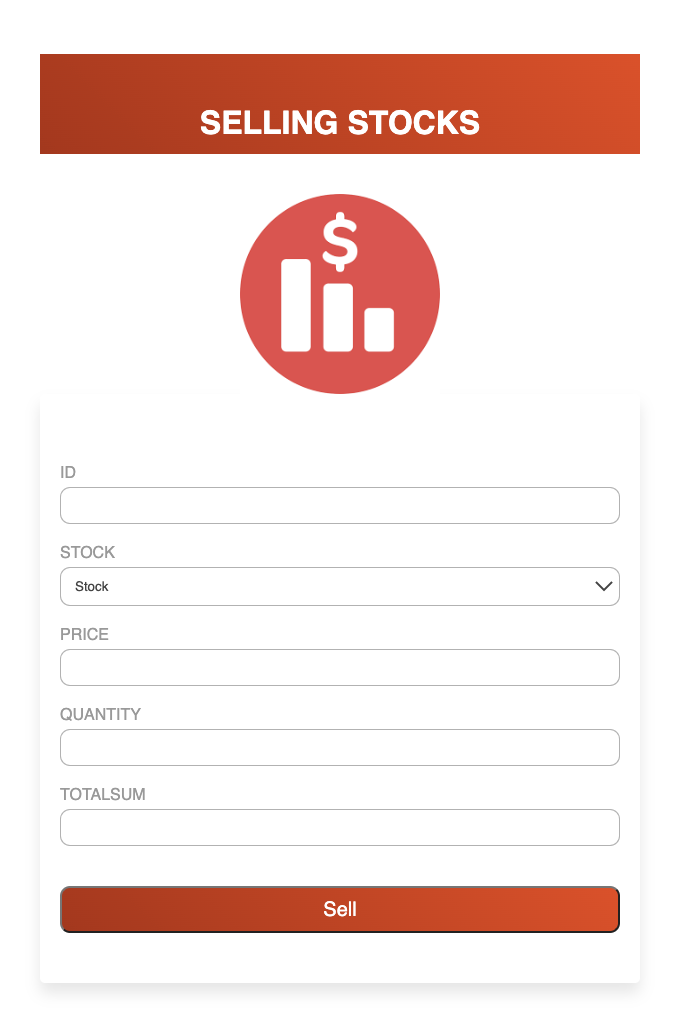 SELLING STOCKS
$
ID
STOCK
Stock
PRICE
QUANTITY
TOTALSUM
Sell